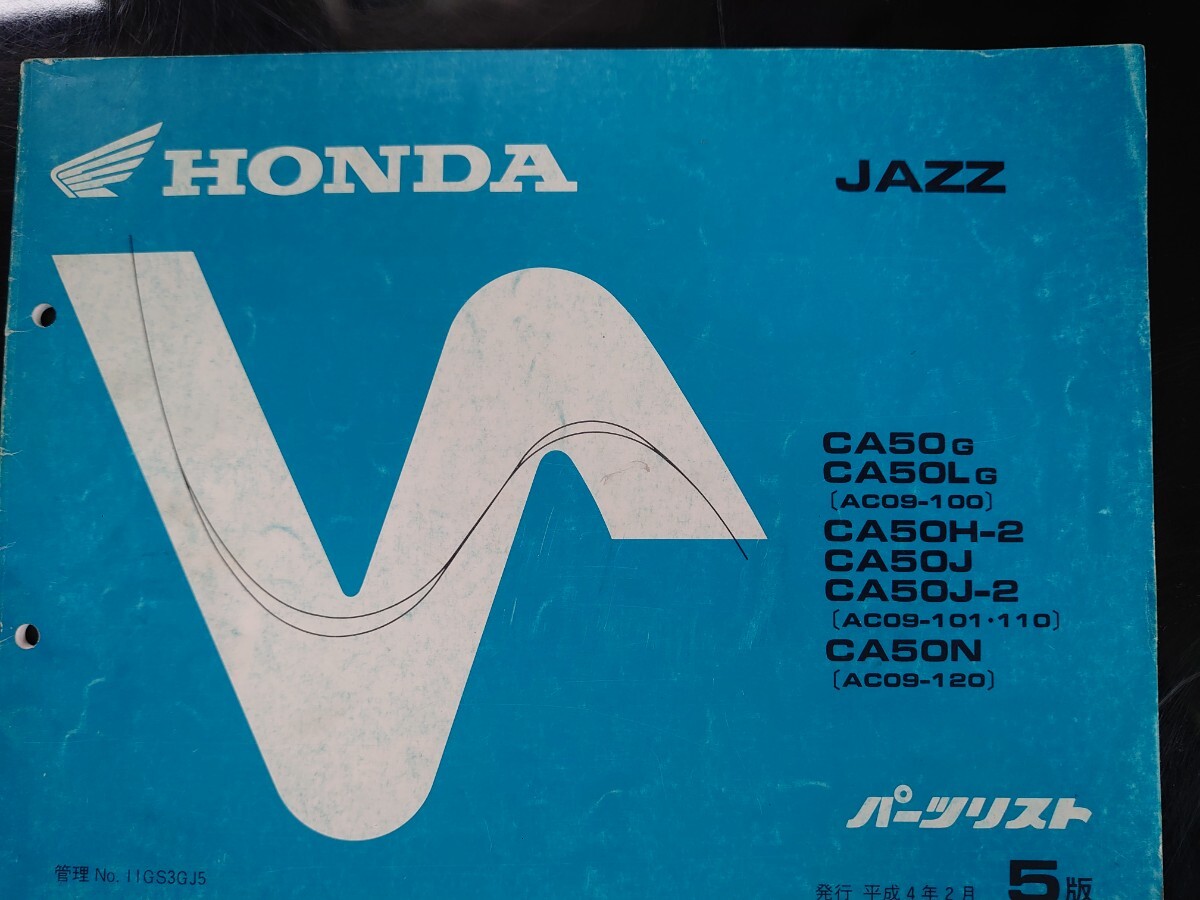 HONDA
JAZZ
CA50G
CA50LG
〔AC09-100〕
CA50H-2
CA50J
CA50J-2
〔AC09-101・110〕
CA50N
〔AC09-120〕
パーツリスト
管理 No. 11GS3GJ5
発行 平成4年2月 5版